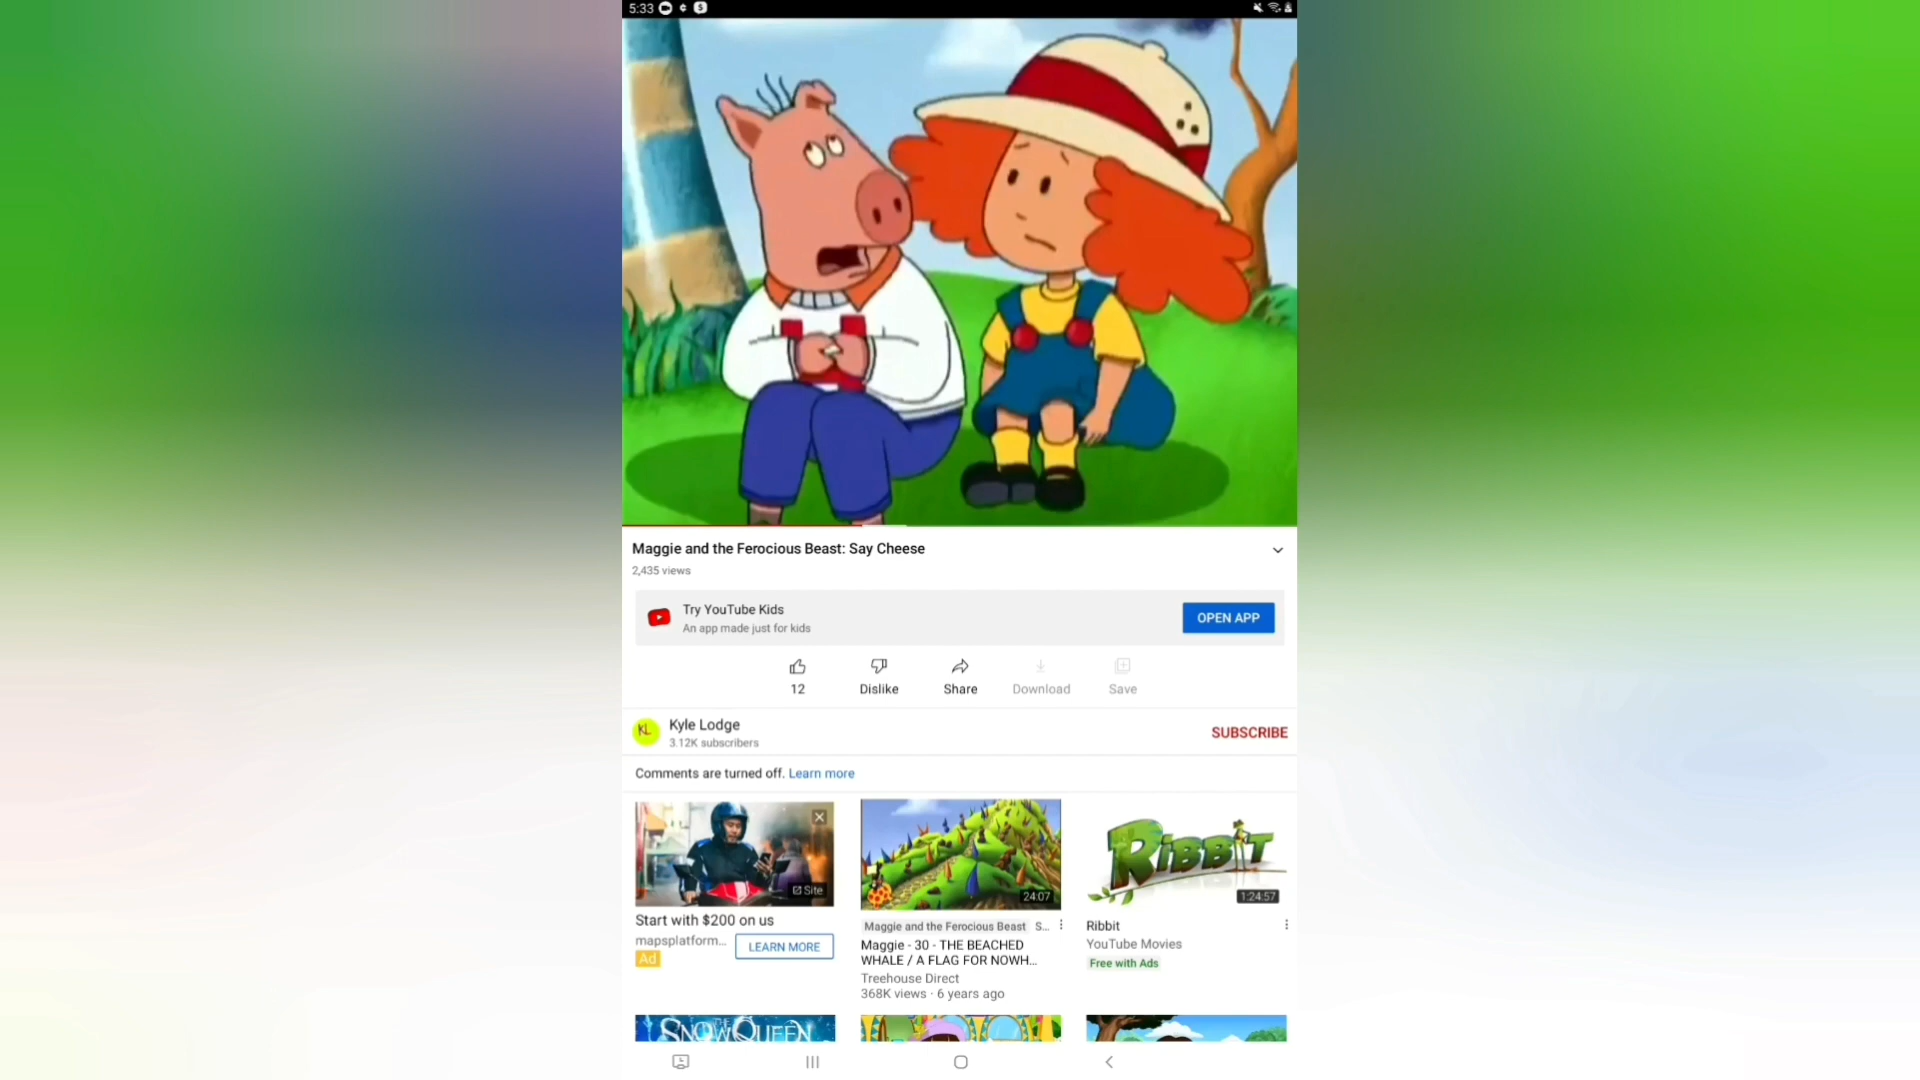 5:33
Maggie and the Ferocious Beast: Say Cheese
2,435 views
Try YouTube Kids
An app made just for kids
OPEN APP
12
Dislike
Share
Download
Save
KL
Kyle Lodge
3.12K subscribers
SUBSCRIBE
Comments are turned off. Learn more
Site
Start with $200 on us
mapsplatform...
LEARN MORE
Ad
24:07
Maggie and the Ferocious Beast S...
Maggie - 30 - THE BEACHED
WHALE / A FLAG FOR NOWH...
Treehouse Direct
368K views · 6 years ago
RIBBIT
1:24:57
Ribbit
YouTube Movies
Free with Ads
THE
SNOW QUEEN